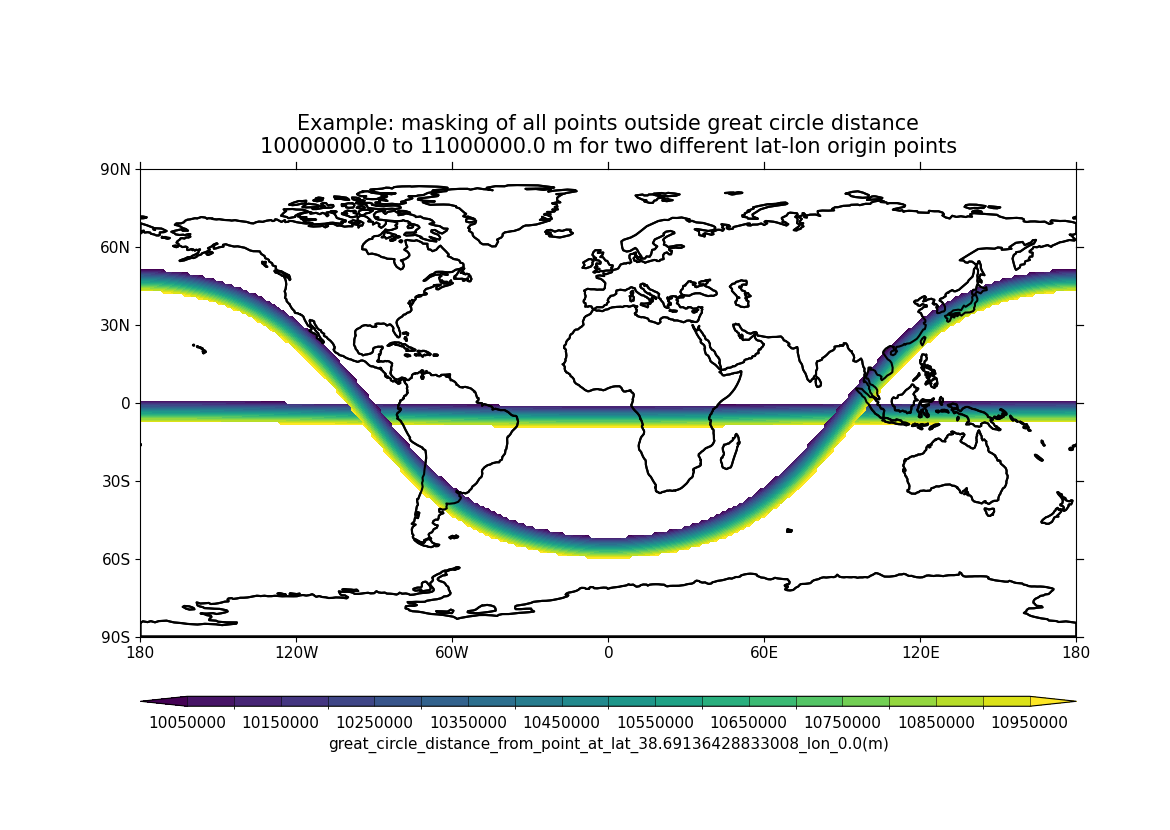 Example: masking of all points outside great circle distance
10000000.0 to 11000000.0 m for two different lat-lon origin points
90N
60N
30N
0
30S
60S
90S
180 120W 60W 0 60E 120E 180
10050000 10150000 10250000 10350000 10450000 10550000 10650000 10750000 10850000 10950000
great_circle_distance_from_point_at_lat_38.69136428833008_lon_0.0(m)